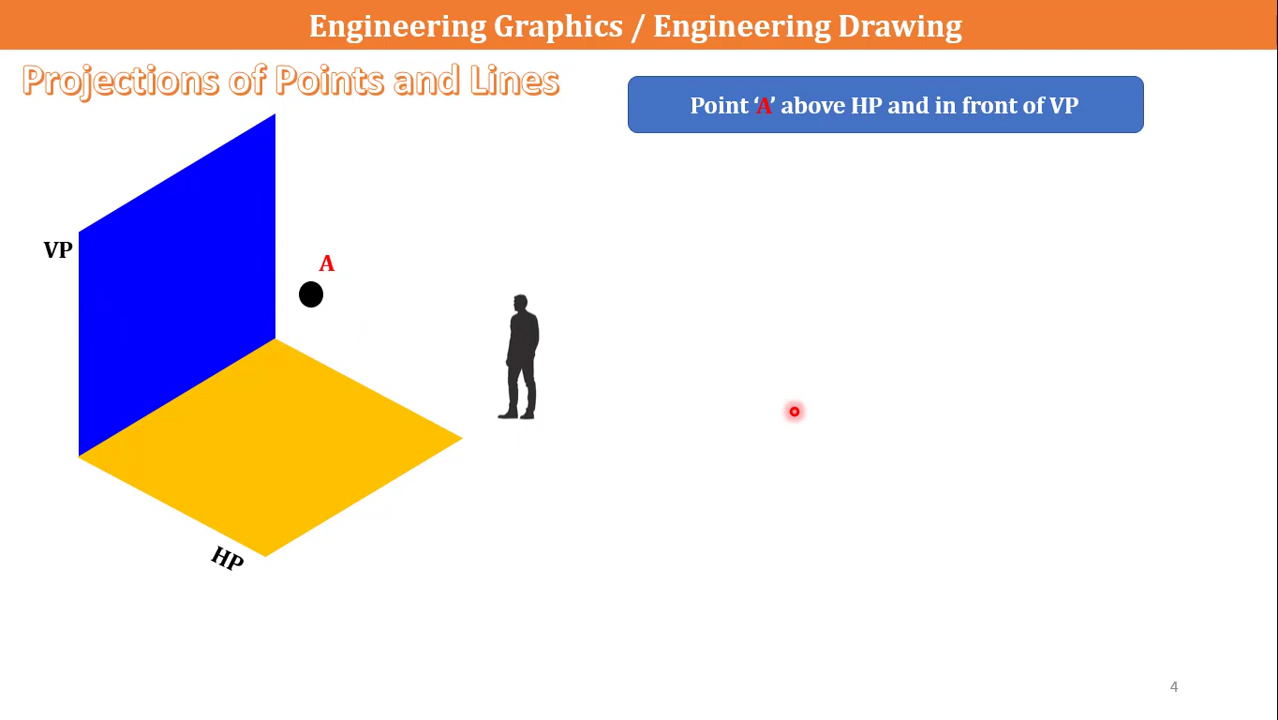 Engineering Graphics / Engineering Drawing
Projections of Points and Lines
Point ‘A’ above HP and in front of VP
VP
A
HP
4